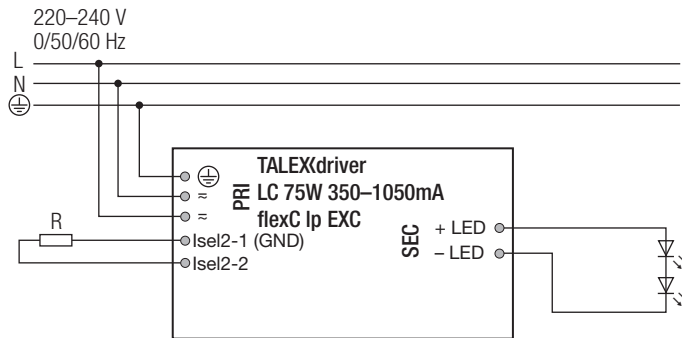 220–240 V
0/50/60 Hz
L
N
TALEXXdriver
LC 75W 350–1050mA
flexC lp EXC
PRI
≂
≂
R
Isel2-1 (GND)
Isel2-2
SEC
+ LED
– LED